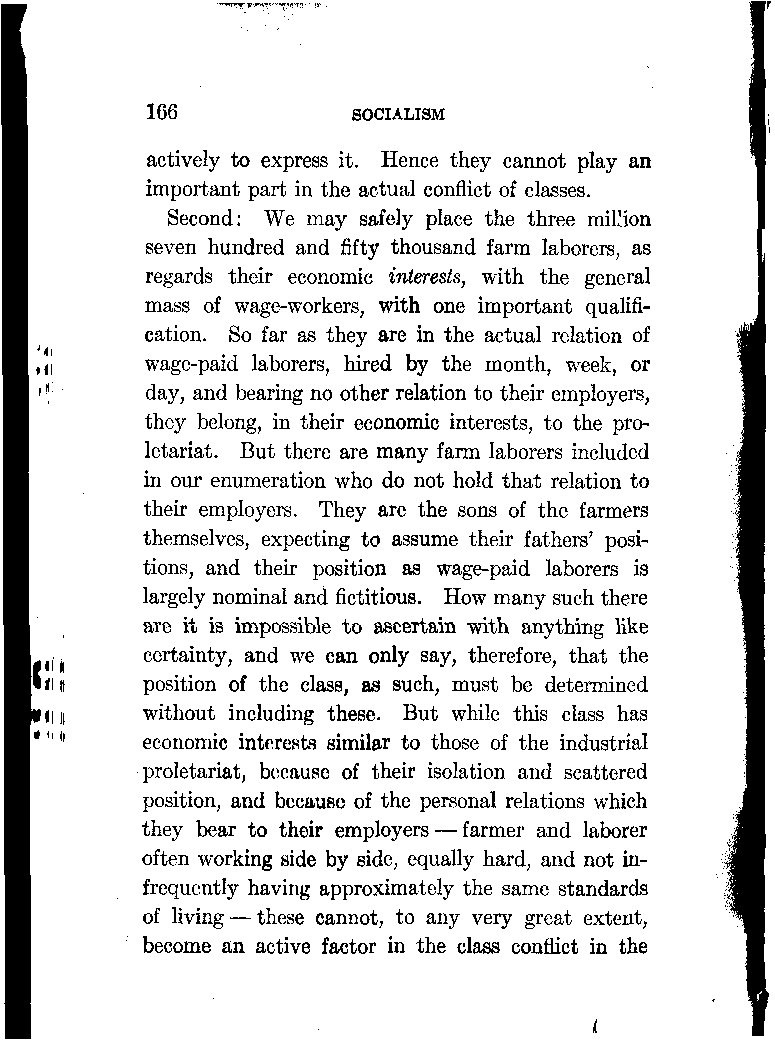 166 SOCIALISM
actively to express it. Hence they cannot play an
important part in the actual conflict of classes.
Second: We may safely place the three million
seven hundred and fifty thousand farm laborers, as
regards their economic interests, with the general
mass of wage-workers, with one important qualifi-
cation. So far as they are in the actual relation of
wage-paid laborers, hired by the month, week, or
day, and bearing no other relation to their employers,
they belong, in their economic interests, to the pro-
letariat. But there are many farm laborers included
in our enumeration who do not hold that relation to
their employers. They are the sons of the farmers
themselves, expecting to assume their fathers' posi-
tions, and their position as wage-paid laborers is
largely nominal and fictitious. How many such there
are it is impossible to ascertain with anything like
certainty, and we can only say, therefore, that the
position of the class, as such, must be determined
without including these. But while this class has
economic interests similar to those of the industrial
proletariat, because of their isolation and scattered
position, and because of the personal relations which
they bear to their employers — farmer and laborer
often working side by side, equally hard, and not in-
frequently having approximately the same standards
of living — these cannot, to any very great extent,
become an active factor in the class conflict in the